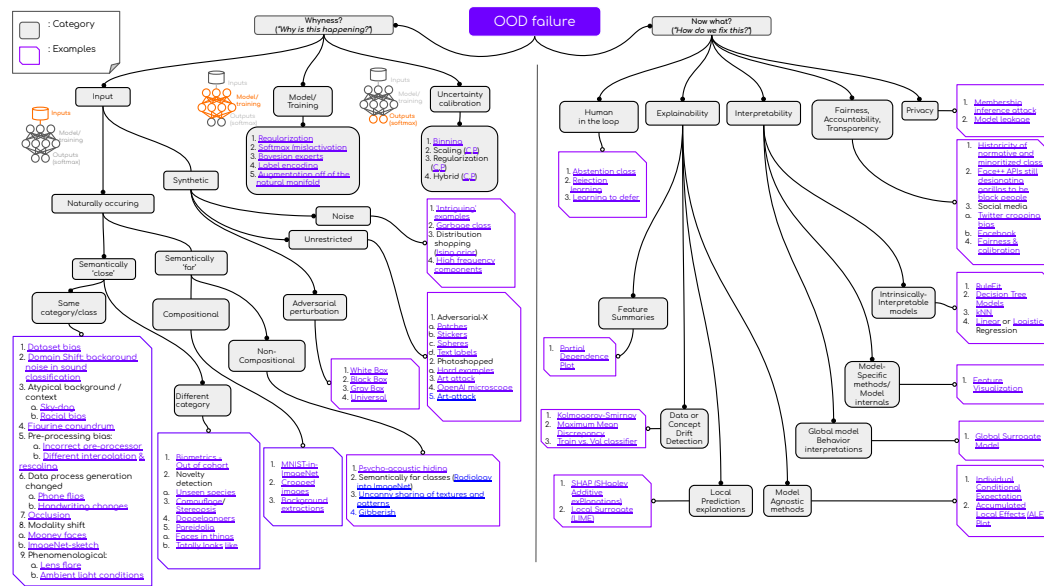 OOD failure
: Category
: Examples
Whyness?
("Why is this happening?")
Now what?
("How do we fix this?")
Input
Inputs
Model/
training
Outputs
(softmax)
Inputs
Model/
training
Outputs
(softmax)
Model/
Training
1. Regularization
2. Softmax (mis)activation
3. Bayesian experts
4. Label encoding
5. Augmentation off of the
natural manifold
Inputs
Model/
training
Outputs
(softmax)
Uncertainty
calibration
1. Binning
2. Scaling (C,P)
3. Regularization
(C,P)
4. Hybrid (C,P)
Naturally occuring
Synthetic
Noise
Unrestricted
1. 'Intriguing'
examples
2. Garbage class
3. Distribution
shopping
(Ising prior)
4. High frequency
components
Semantically
'close'
Semantically
'far'
Adversarial
perturbation
1. Adversarial-X
a. Patches
b. Stickers
c. Spheres
d. Text labels
2. Photoshopped
a. Hard examples
3. Art attack
4. OpenAI microscope
5. Art-attack
Same
category/class
Compositional
Non-
Compositional
1. White Box
2. Black Box
3. Gray Box
4. Universal
Different
category
1. Dataset bias
2. Domain Shift: background
noise in sound
classification
3. Atypical background /
context
a. Sky-dog
b. Racial bias
4. Figurine conundrum
5. Pre-processing bias:
a. Incorrect pre-processor
b. Different interpolation &
rescaling
6. Data process generation
changed
a. Phone flips
b. Handwriting changes
7. Occlusion
8. Modality shift
a. Mooney faces
b. ImageNet-sketch
9. Phenomenological:
a. Lens flare
b. Ambient light conditions
1. Biometrics -
Out of cohort
2. Novelty
detection
a. Unseen species
3. Camouflage/
Stereopsis
4. Doppelgangers
5. Pareidolia
a. Faces in things
b. Totally looks like
1. MNIST-in-
ImageNet
2. Cropped
images
3. Background
extractions
1. Psycho-acoustic hiding
2. Semantically far classes (Radiology
into ImageNet)
3. Uncanny sharing of textures and
patterns
4. Gibberish
Human
in the loop
1. Abstention class
2. Rejection
learning
3. Learning to defer
Explainability
Interpretability
Fairness,
Accountability,
Transparency
Privacy
1. Membership
inference attack
2. Model leakage
1. Historicity of
normative and
minoritized class
2. Face++ APIs still
designating
gorillas to be
black people
3. Social media
a. Twitter cropping
bias
b. Facebook
4. Fairness &
calibration
Feature
Summaries
1. Partial
Dependence
Plot
Intrinsically-
Interpretable
models
1. RuleFit
2. Decision Tree
Models
3. kNN
4. Linear or Logistic
Regression
Model-
Specific
methods/
Model
internals
1. Feature
Visualization
Data or
Concept
Drift
Detection
1. Kolmogorav-Smirnov
2. Maximum Mean
Discrepancy
3. Train vs. Val classifier
Global model
Behavior
interpretations
1. Global Surrogate
Model
Local
Prediction
explanations
1. SHAP (SHapley
Additive
exPlanations)
2. Local Surrogate
(LIME)
Model
Agnostic
methods
1. Individual
Conditional
Expectation
2. Accumulated
Local Effects (ALE)
Plot